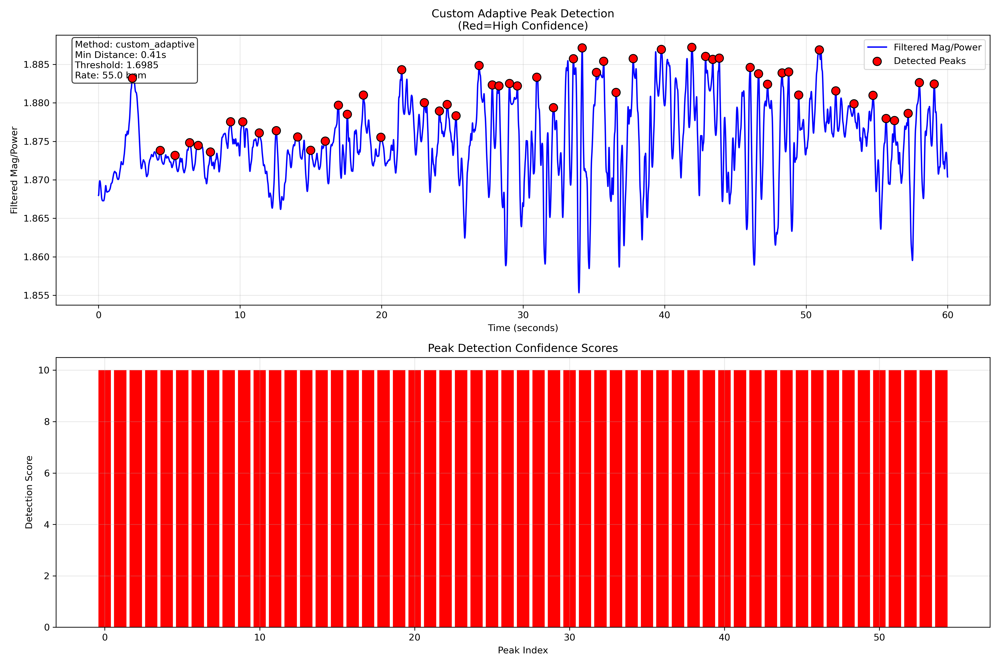 Custom Adaptive Peak Detection
(Red=High Confidence)
Method: custom_adaptive
Min Distance: 0.41s
Threshold: 1.6985
Rate: 55.0 bpm
Filtered Mag/Power
Detected Peaks
Filtered Mag/Power
1.885
1.880
1.875
1.870
1.865
1.860
1.855
0 10 20 30 40 50 60
Time (seconds)
Peak Detection Confidence Scores
Detection Score
10
8
6
4
2
0
0 10 20 30 40 50
Peak Index